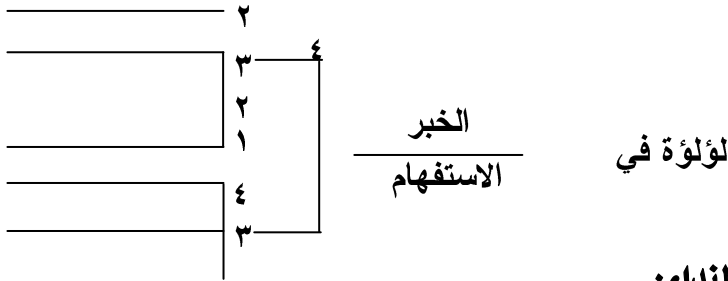 ٢
٤
٣
٢
الخبر
١
لؤلؤة في
الاستفهام
٤
٣